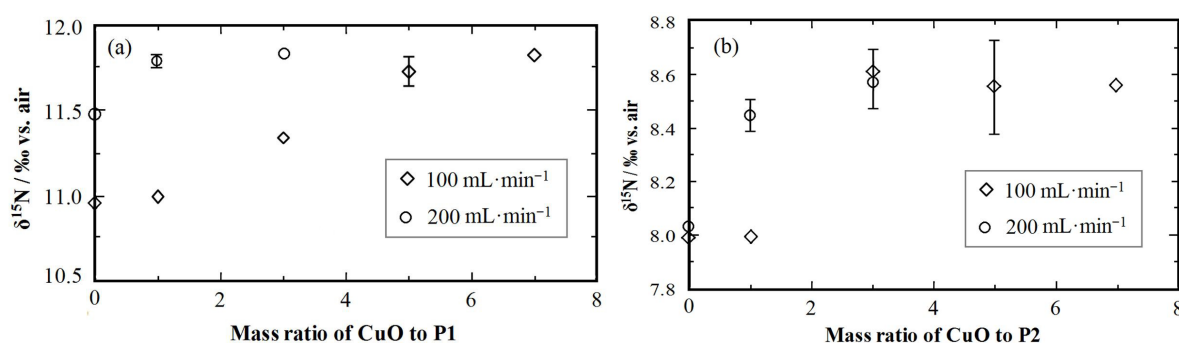 (a)
12.0
11.5
11.0
10.5
δ¹⁵N / ‰ vs. air
100 mL·min⁻¹
200 mL·min⁻¹
0 2 4 6 8
Mass ratio of CuO to P1
(b)
8.8
8.6
8.4
8.2
8.0
7.8
δ¹⁵N / ‰ vs. air
100 mL·min⁻¹
200 mL·min⁻¹
0 2 4 6 8
Mass ratio of CuO to P2